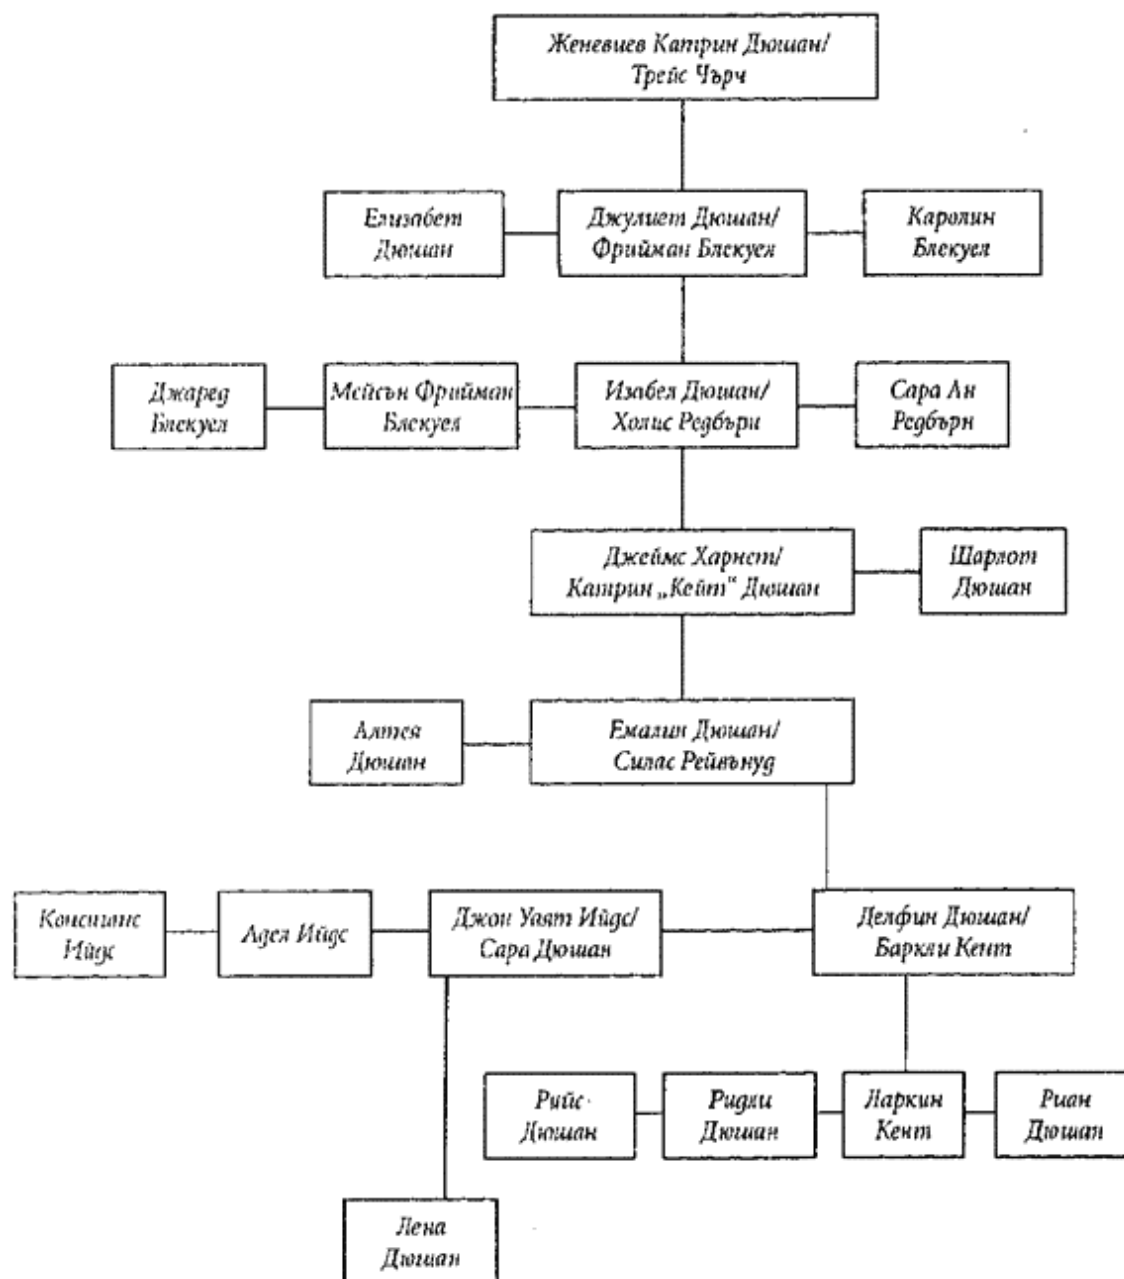 Женевиев Катрин Дюшан/
Трейс Чърч
Елизабет
Дюшан
Джулиет Дюшан/
Фрийман Блекуел
Каролин
Блекуел
Джаред
Блекуел
Мейсън Фрийман
Блекуел
Изабел Дюшан/
Холис Редбърн
Сара Ан
Редбърн
Джеймс Харнет/
Катрин „Кейт“ Дюшан
Шарлот
Дюшан
Алтея
Дюшан
Емалин Дюшан/
Силас Рейвънуд
Ийдс
Адел Ийдс
Джон Уаят Ийдс/
Сара Дюшан
Делфин Дюшан/
Баркли Кент
Рийс
Дюшан
Ридли
Дюшан
Ларкин
Кент
Риан
Дюшан
Лена
Дюшан